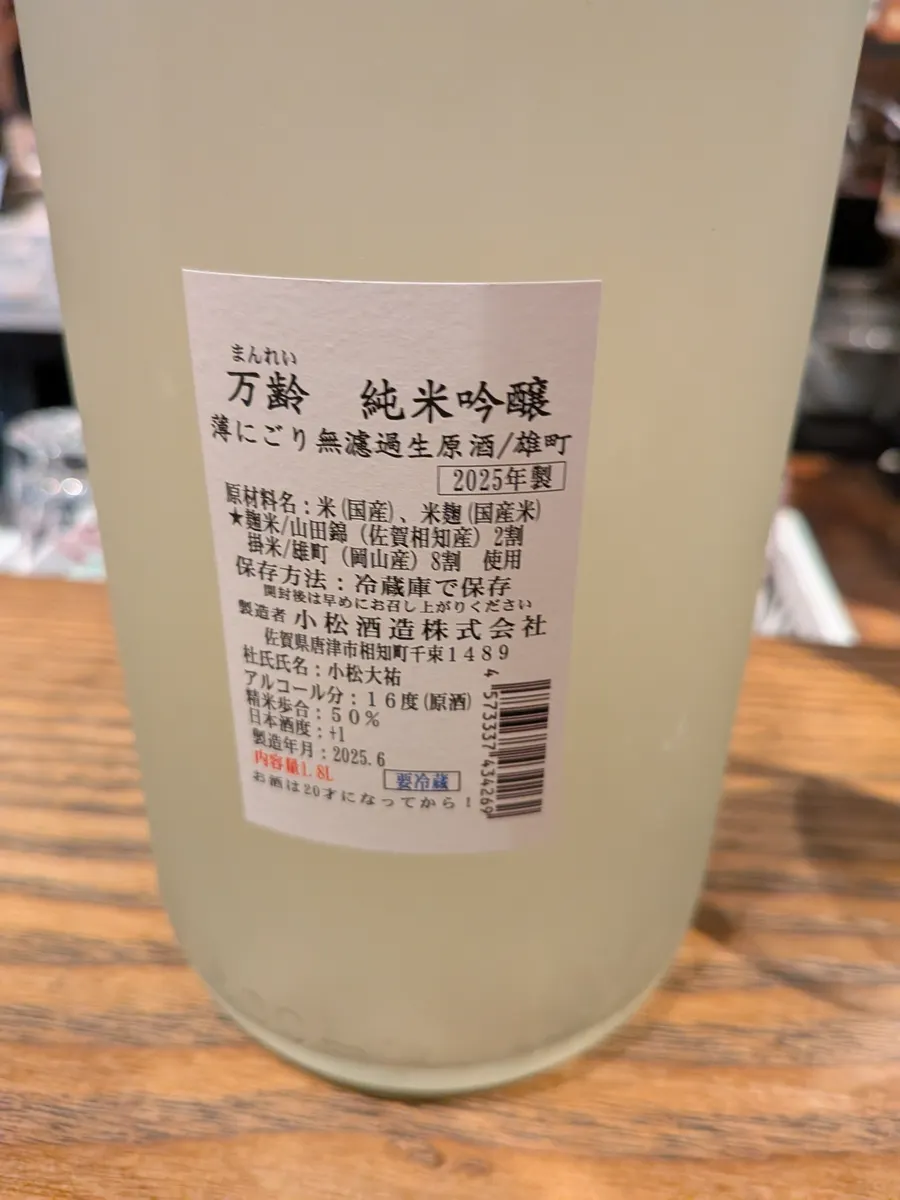 まんれい
万齢　純米吟醸
薄にごり無濾過生原酒/雄町
2025年製
原材料名：米(国産)、米麹(国産米)
★麹米/山田錦（佐賀相知産）2割
掛米/雄町（岡山産）8割　使用
保存方法：冷蔵庫で保存
開封後は早めにお召し上がりください
製造者 小松酒造株式会社
佐賀県唐津市相知町千束1489
杜氏氏名：小松大祐
アルコール分：16度(原酒)
精米歩合：50%
日本酒度：+1
製造年月：2025.6
内容量1.8L
要冷蔵
お酒は20才になってから！
4573337434269